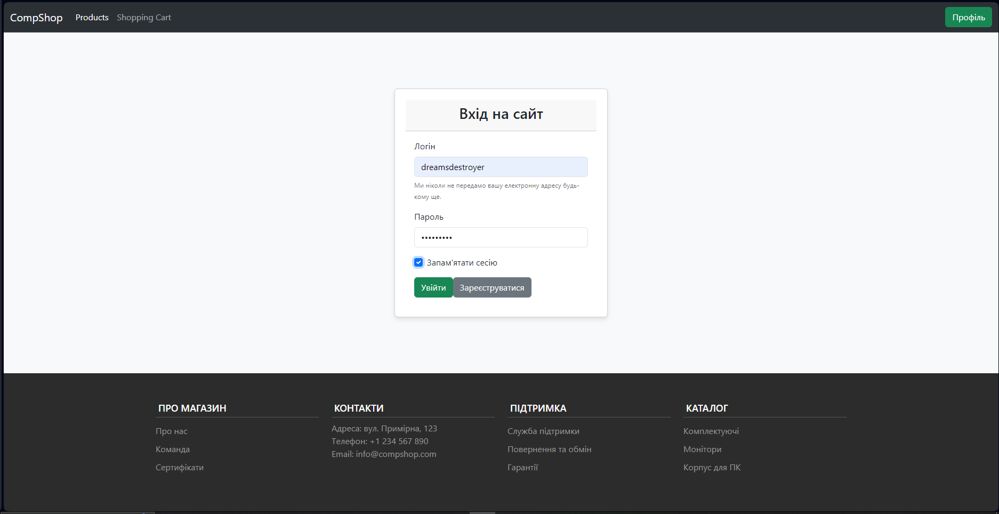 CompShop Products Shopping Cart Профіль
Вхід на сайт
Логін
dreamsdestroyer
Ми ніколи не передамо вашу електронну адресу будь-
кому ще.
Пароль
•••••••••
Запам'ятати сесію
Увійти Зареєструватися
ПРО МАГАЗИН
Про нас
Команда
Сертифікати
КОНТАКТИ
Адреса: вул. Примірна, 123
Телефон: +1 234 567 890
Email: info@compshop.com
ПІДТРИМКА
Служба підтримки
Повернення та обмін
Гарантії
КАТАЛОГ
Комплектуючі
Монітори
Корпус для ПК